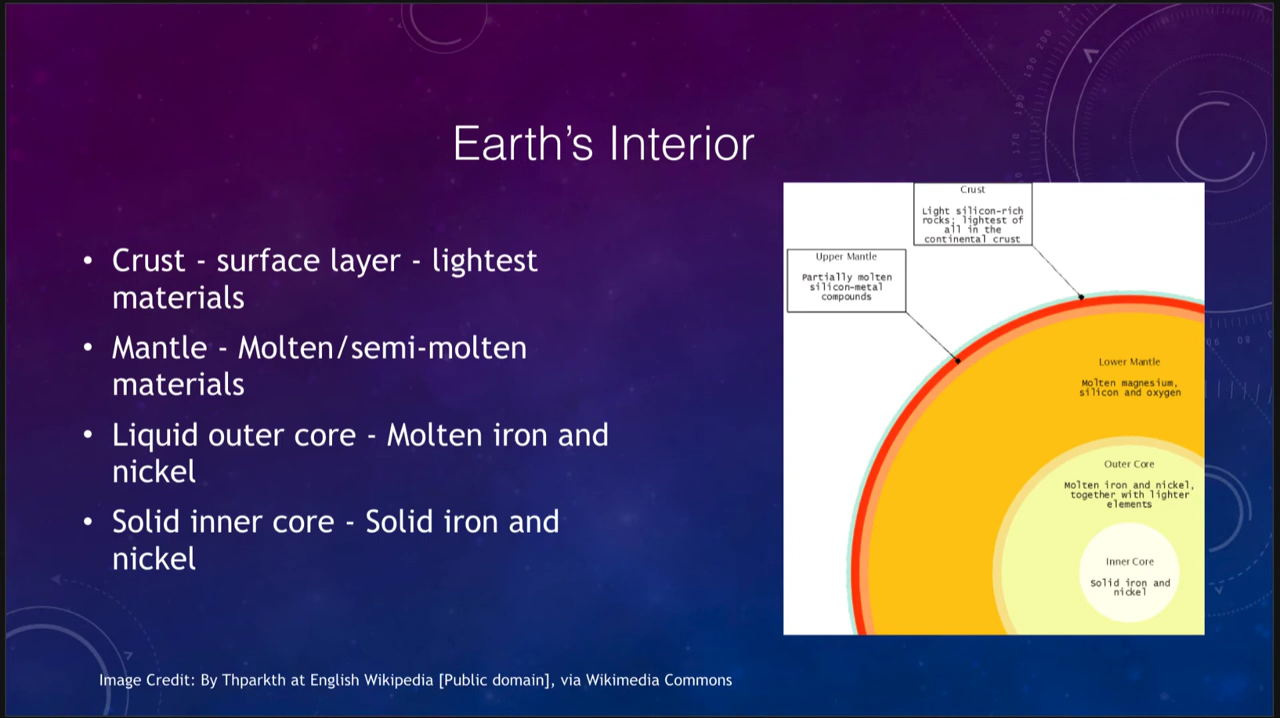 Earth's Interior
• Crust - surface layer - lightest
materials
• Mantle - Molten/semi-molten
materials
• Liquid outer core - Molten iron and
nickel
• Solid inner core - Solid iron and
nickel
Crust
Light silicon-rich
rocks; lightest of
all in the
continental crust
Upper Mantle
Partially molten
silicon-metal
compounds
Lower Mantle
Molten magnesium,
silicon and oxygen
Outer Core
Molten iron and nickel,
together with lighter
elements
Inner Core
Solid iron and
nickel
Image Credit: By Thparkth at English Wikipedia [Public domain], via Wikimedia Commons